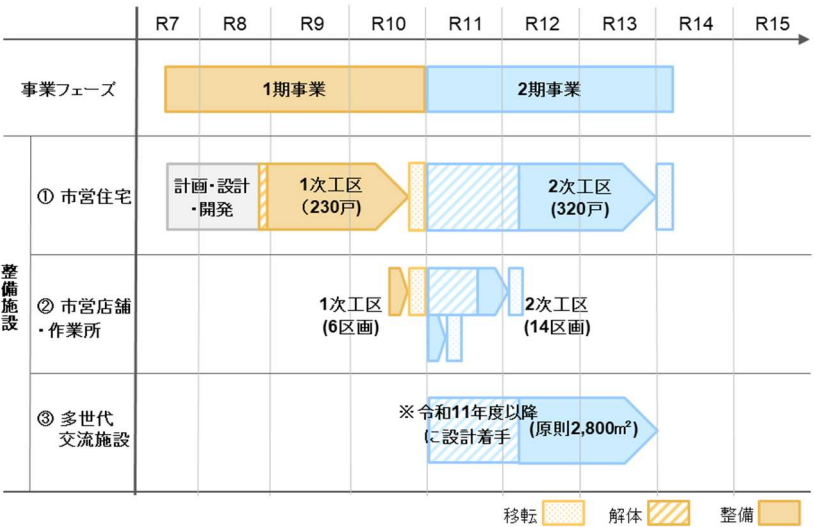 R7 R8 R9 R10 R11 R12 R13 R14 R15
事業フェーズ
1期事業
2期事業
整備施設
① 市営住宅
計画・設計
・開発
1次工区
(230戸)
2次工区
(320戸)
② 市営店舗
・作業所
1次工区
(6区画)
2次工区
(14区画)
③ 多世代
交流施設
※令和11年度以降
に設計着手
(原則2,800㎡)
移転
解体
整備